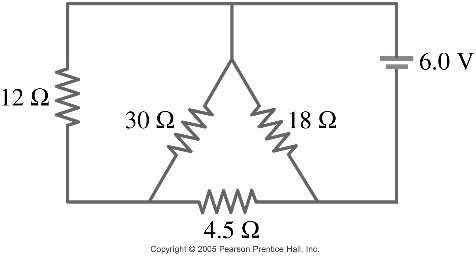 6.0 V
12 Ω
30 Ω
18 Ω
4.5 Ω
Copyright © 2005 Pearson Prentice Hall, Inc.